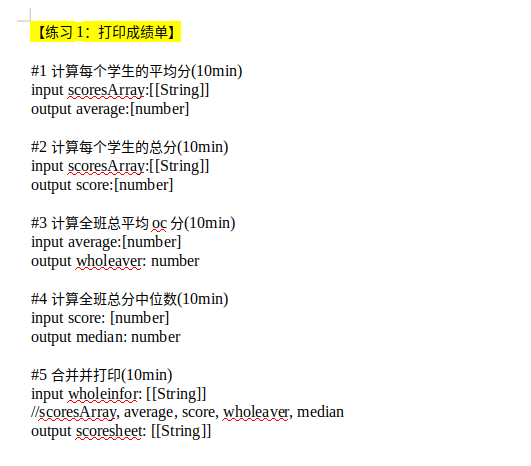 【练习 1：打印成绩单】
#1 计算每个学生的平均分(10min)
input scoresArray:[[String]]
output average:[number]
#2 计算每个学生的总分(10min)
input scoresArray:[[String]]
output score:[number]
#3 计算全班总平均 oc 分(10min)
input average:[number]
output wholeaver: number
#4 计算全班总分中位数(10min)
input score: [number]
output median: number
#5 合并并打印(10min)
input wholeinfor: [[String]]
//scoresArray, average, score, wholeaver, median
output scoresheet: [[String]]